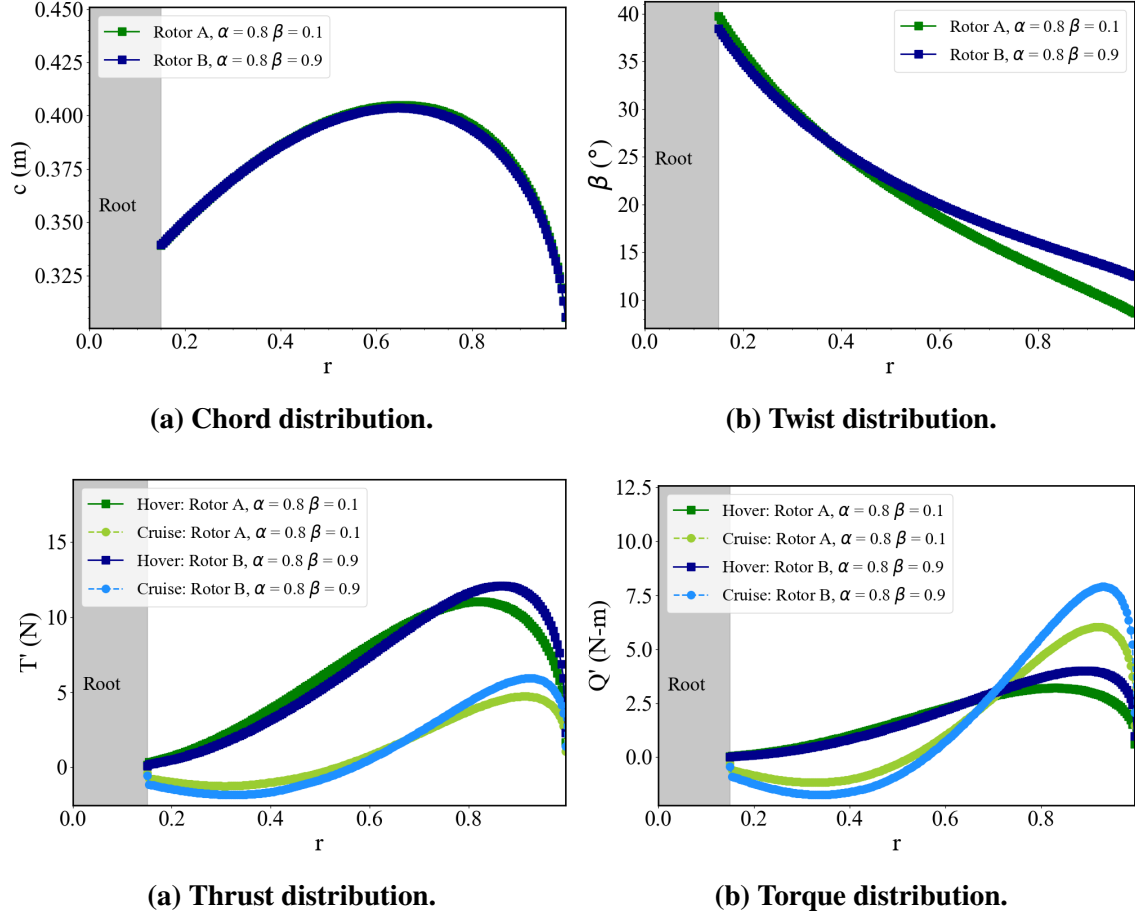 0.450
0.425
0.400
0.375
0.350
0.325
c (m)
Rotor A, α = 0.8 β = 0.1
Rotor B, α = 0.8 β = 0.9
Root
0.0 0.2 0.4 0.6 0.8
r
(a) Chord distribution.
40
35
30
25
20
15
10
β (°)
Rotor A, α = 0.8 β = 0.1
Rotor B, α = 0.8 β = 0.9
Root
0.0 0.2 0.4 0.6 0.8
r
(b) Twist distribution.
15
10
5
0
T' (N)
Hover: Rotor A, α = 0.8 β = 0.1
Cruise: Rotor A, α = 0.8 β = 0.1
Hover: Rotor B, α = 0.8 β = 0.9
Cruise: Rotor B, α = 0.8 β = 0.9
Root
0.0 0.2 0.4 0.6 0.8
r
(a) Thrust distribution.
12.5
10.0
7.5
5.0
2.5
0.0
Q' (N-m)
Hover: Rotor A, α = 0.8 β = 0.1
Cruise: Rotor A, α = 0.8 β = 0.1
Hover: Rotor B, α = 0.8 β = 0.9
Cruise: Rotor B, α = 0.8 β = 0.9
Root
0.0 0.2 0.4 0.6 0.8
r
(b) Torque distribution.